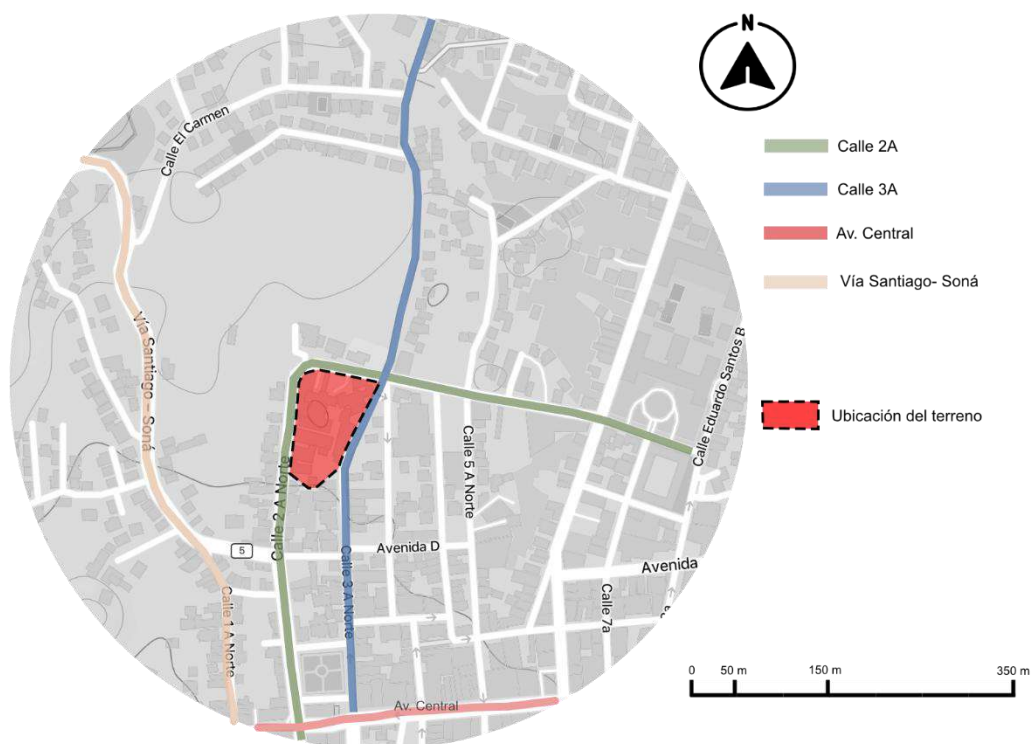 N
Calle 2A
Calle 3A
Av. Central
Vía Santiago- Soná
Ubicación del terreno
Calle El Carmen
Vía Santiago - Soná
Calle Eduardo Santos B
Calle 2 A Norte
Calle 5 A Norte
5
Avenida D
Avenida
Calle 3 A Norte
Calle 1 A Norte
Calle 7a
Av. Central
0 50 m 150 m 350 m